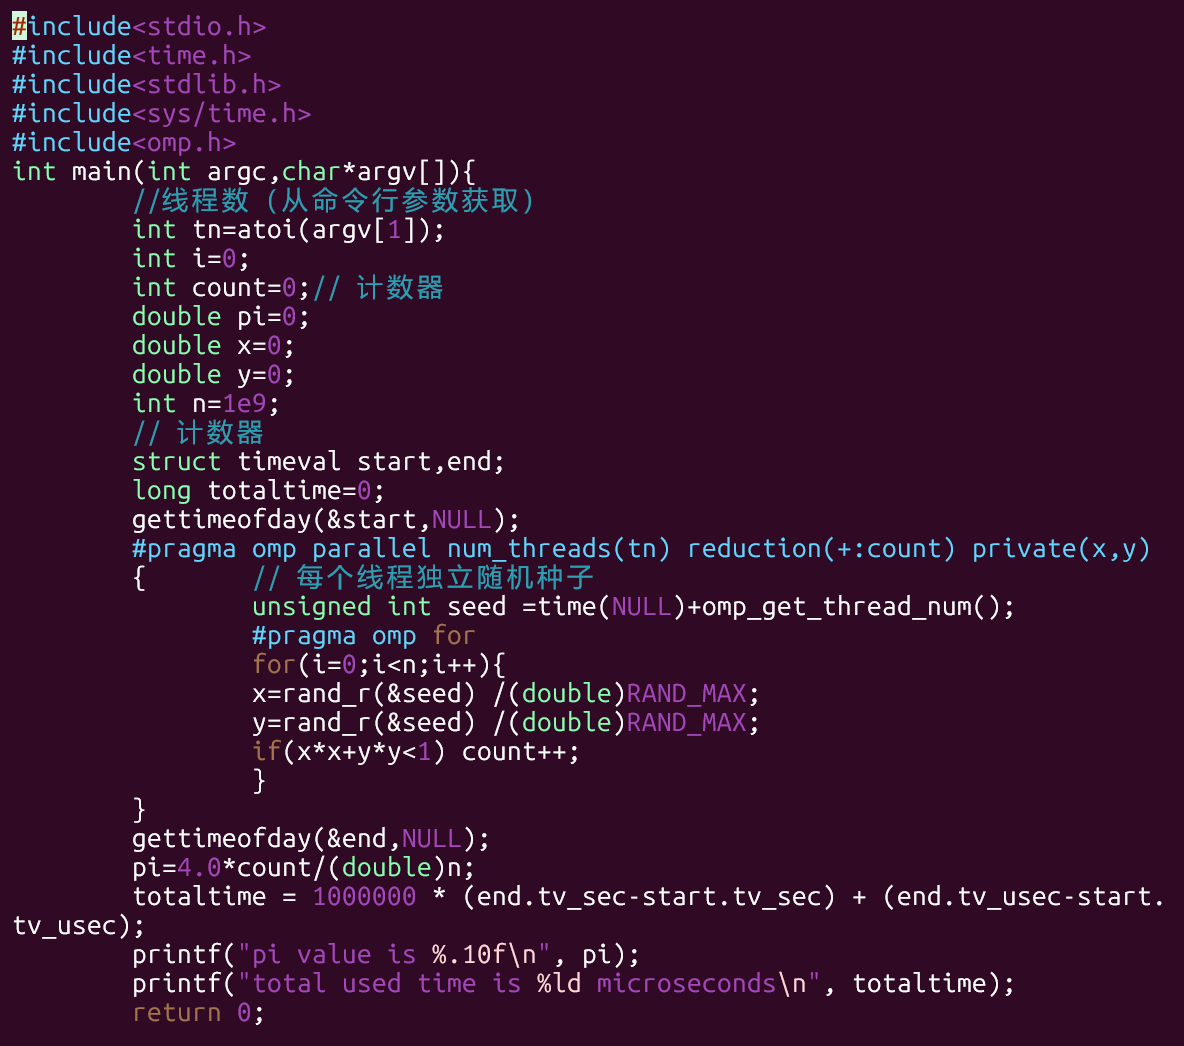 #include<stdio.h>
#include<time.h>
#include<stdlib.h>
#include<sys/time.h>
#include<omp.h>
int main(int argc,char*argv[]){
        //线程数（从命令行参数获取）
        int tn=atoi(argv[1]);
        int i=0;
        int count=0;// 计数器
        double pi=0;
        double x=0;
        double y=0;
        int n=1e9;
        // 计数器
        struct timeval start,end;
        long totaltime=0;
        gettimeofday(&start,NULL);
        #pragma omp parallel num_threads(tn) reduction(+:count) private(x,y)
        {       // 每个线程独立随机种子
                unsigned int seed =time(NULL)+omp_get_thread_num();
                #pragma omp for
                for(i=0;i<n;i++){
                x=rand_r(&seed) /(double)RAND_MAX;
                y=rand_r(&seed) /(double)RAND_MAX;
                if(x*x+y*y<1) count++;
                }
        }
        gettimeofday(&end,NULL);
        pi=4.0*count/(double)n;
        totaltime = 1000000 * (end.tv_sec-start.tv_sec) + (end.tv_usec-start.
tv_usec);
        printf("pi value is %.10f\n", pi);
        printf("total used time is %ld microseconds\n", totaltime);
        return 0;